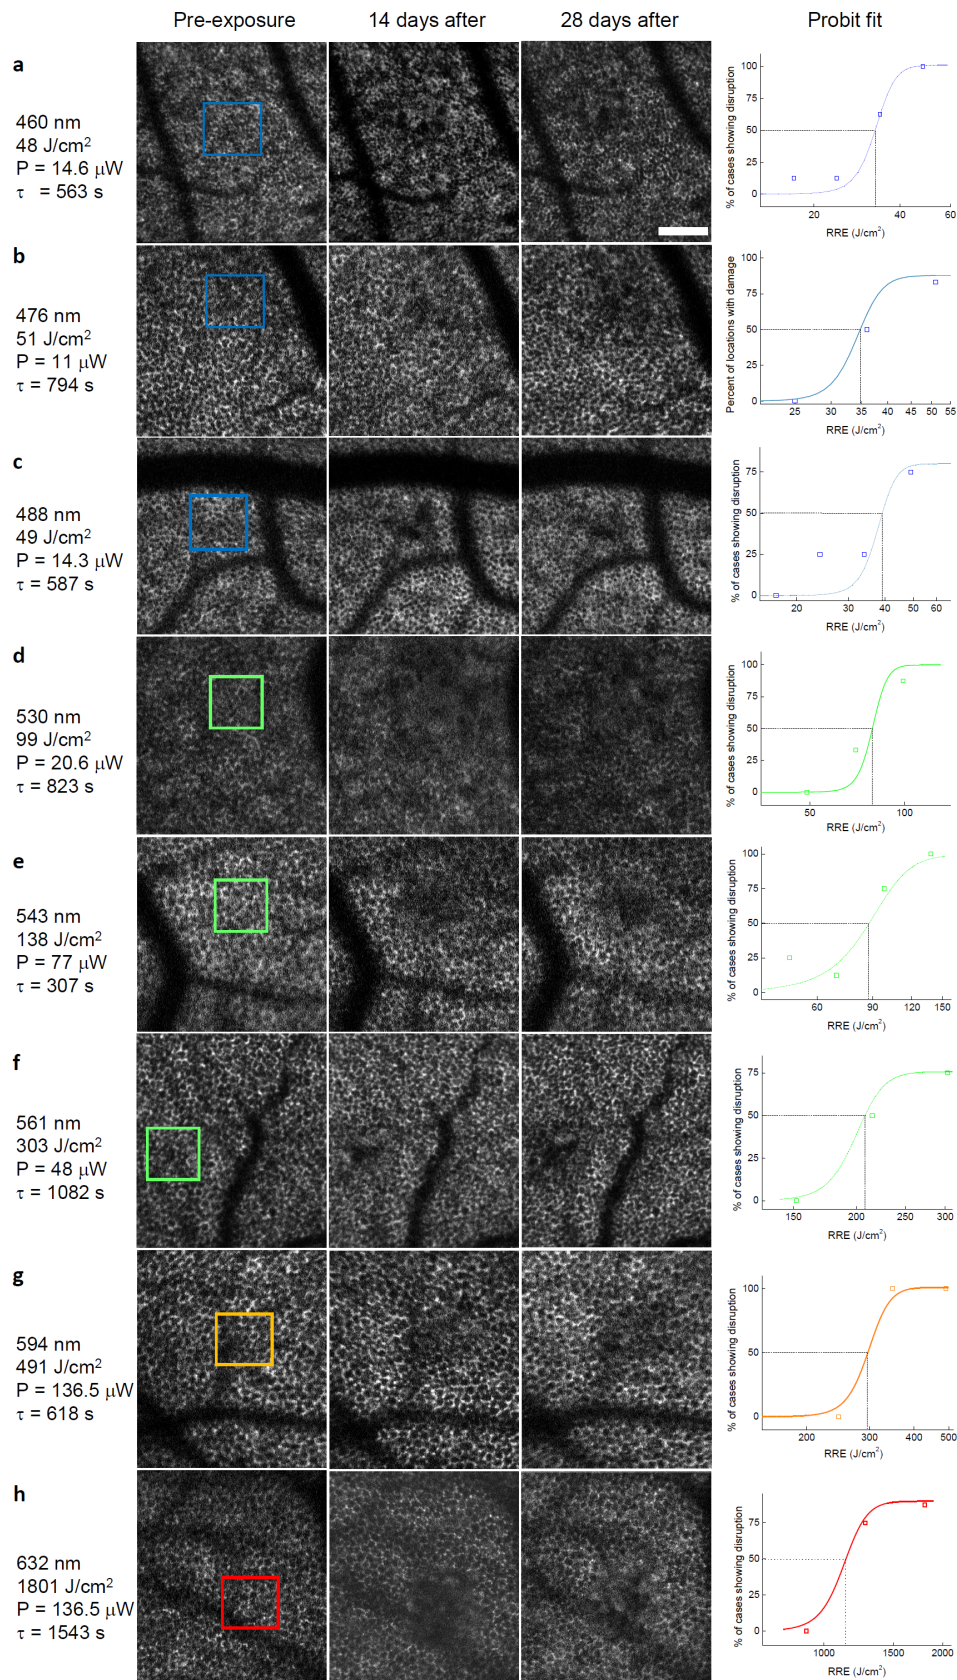 Pre-exposure 14 days after 28 days after Probit fit
a
460 nm
48 J/cm²
P = 14.6 μW
τ = 563 s
% of cases showing disruption
100
75
50
25
0
20 40 60
RRE (J/cm²)
b
476 nm
51 J/cm²
P = 11 μW
τ = 794 s
Percent of locations with damage
100
75
50
25
0
25 30 35 40 45 50 55
RRE (J/cm²)
c
488 nm
49 J/cm²
P = 14.3 μW
τ = 587 s
% of cases showing disruption
75
50
25
0
20 30 40 50 60
RRE (J/cm²)
d
530 nm
99 J/cm²
P = 20.6 μW
τ = 823 s
% of cases showing disruption
100
75
50
25
0
50 100
RRE (J/cm²)
e
543 nm
138 J/cm²
P = 77 μW
τ = 307 s
% of cases showing disruption
100
75
50
25
0
60 90 120 150
RRE (J/cm²)
f
561 nm
303 J/cm²
P = 48 μW
τ = 1082 s
% of cases showing disruption
75
50
25
0
150 200 250 300
RRE (J/cm²)
g
594 nm
491 J/cm²
P = 136.5 μW
τ = 618 s
% of cases showing disruption
100
75
50
25
0
200 300 400 500
RRE (J/cm²)
h
632 nm
1801 J/cm²
P = 136.5 μW
τ = 1543 s
% of cases showing disruption
75
50
25
0
1000 1500 2000
RRE (J/cm²)